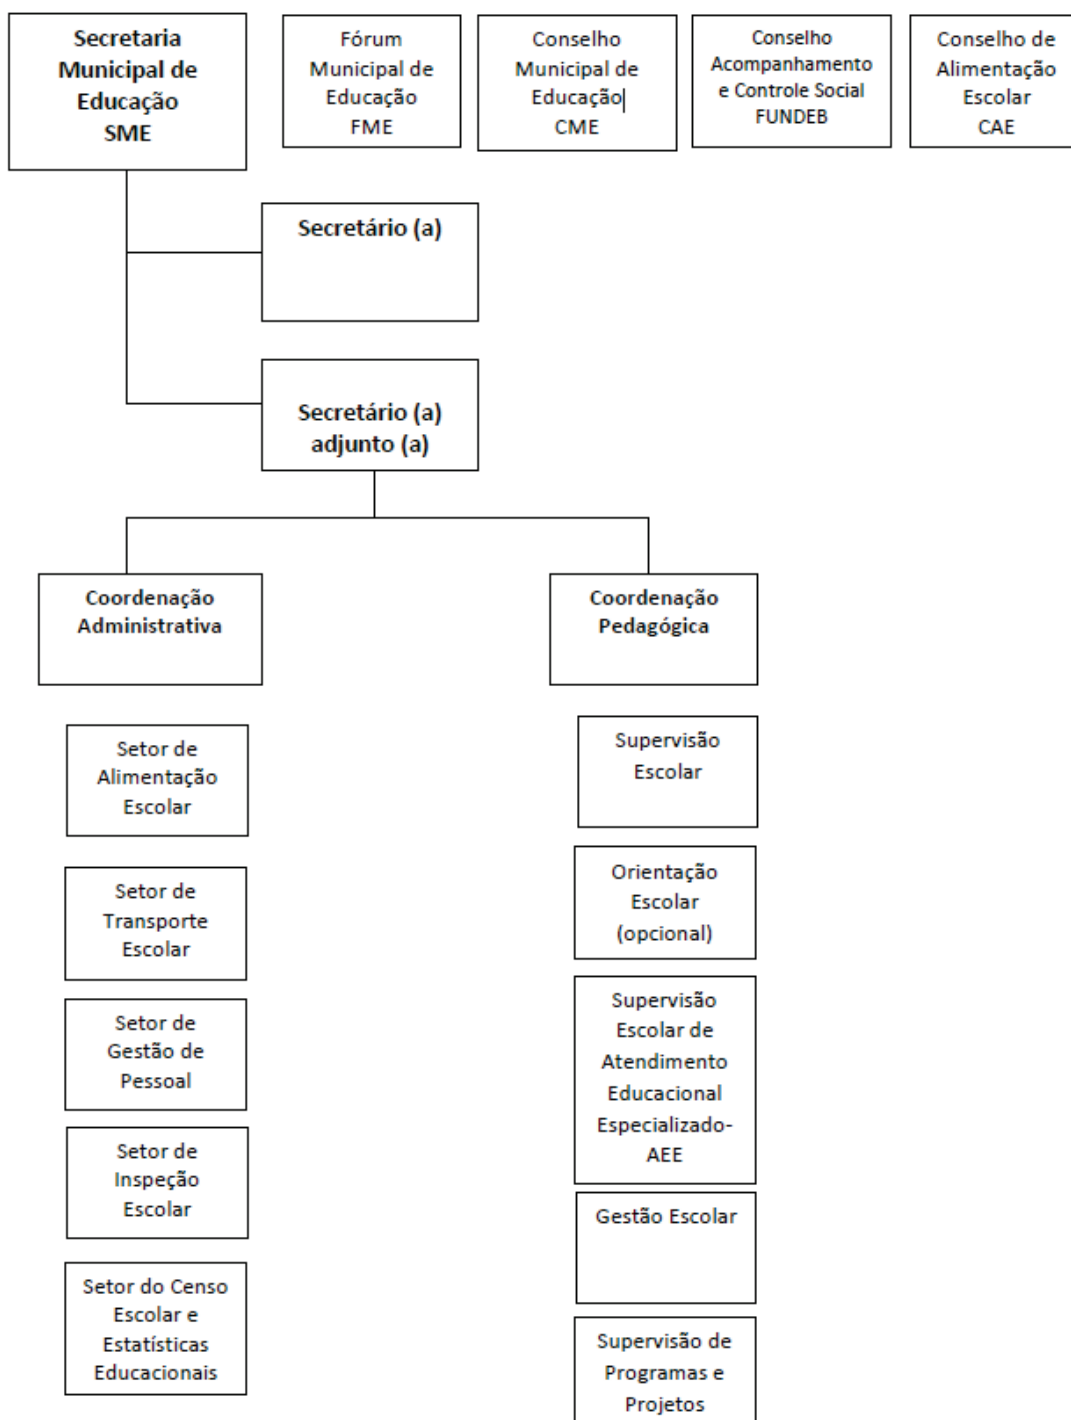 Secretaria
Municipal de
Educação
SME
Fórum
Municipal de
Educação
FME
Conselho
Municipal de
Educação
CME
Conselho
Acompanhamento
e Controle Social
FUNDEB
Conselho de
Alimentação
Escolar
CAE
Secretário (a)
Secretário (a)
adjunto (a)
Coordenação
Administrativa
Coordenação
Pedagógica
Setor de
Alimentação
Escolar
Setor de
Transporte
Escolar
Setor de
Gestão de
Pessoal
Setor de
Inspeção
Escolar
Setor do Censo
Escolar e
Estatísticas
Educacionais
Supervisão
Escolar
Orientação
Escolar
(opcional)
Supervisão
Escolar de
Atendimento
Educacional
Especializado-
AEE
Gestão Escolar
Supervisão de
Programas e
Projetos